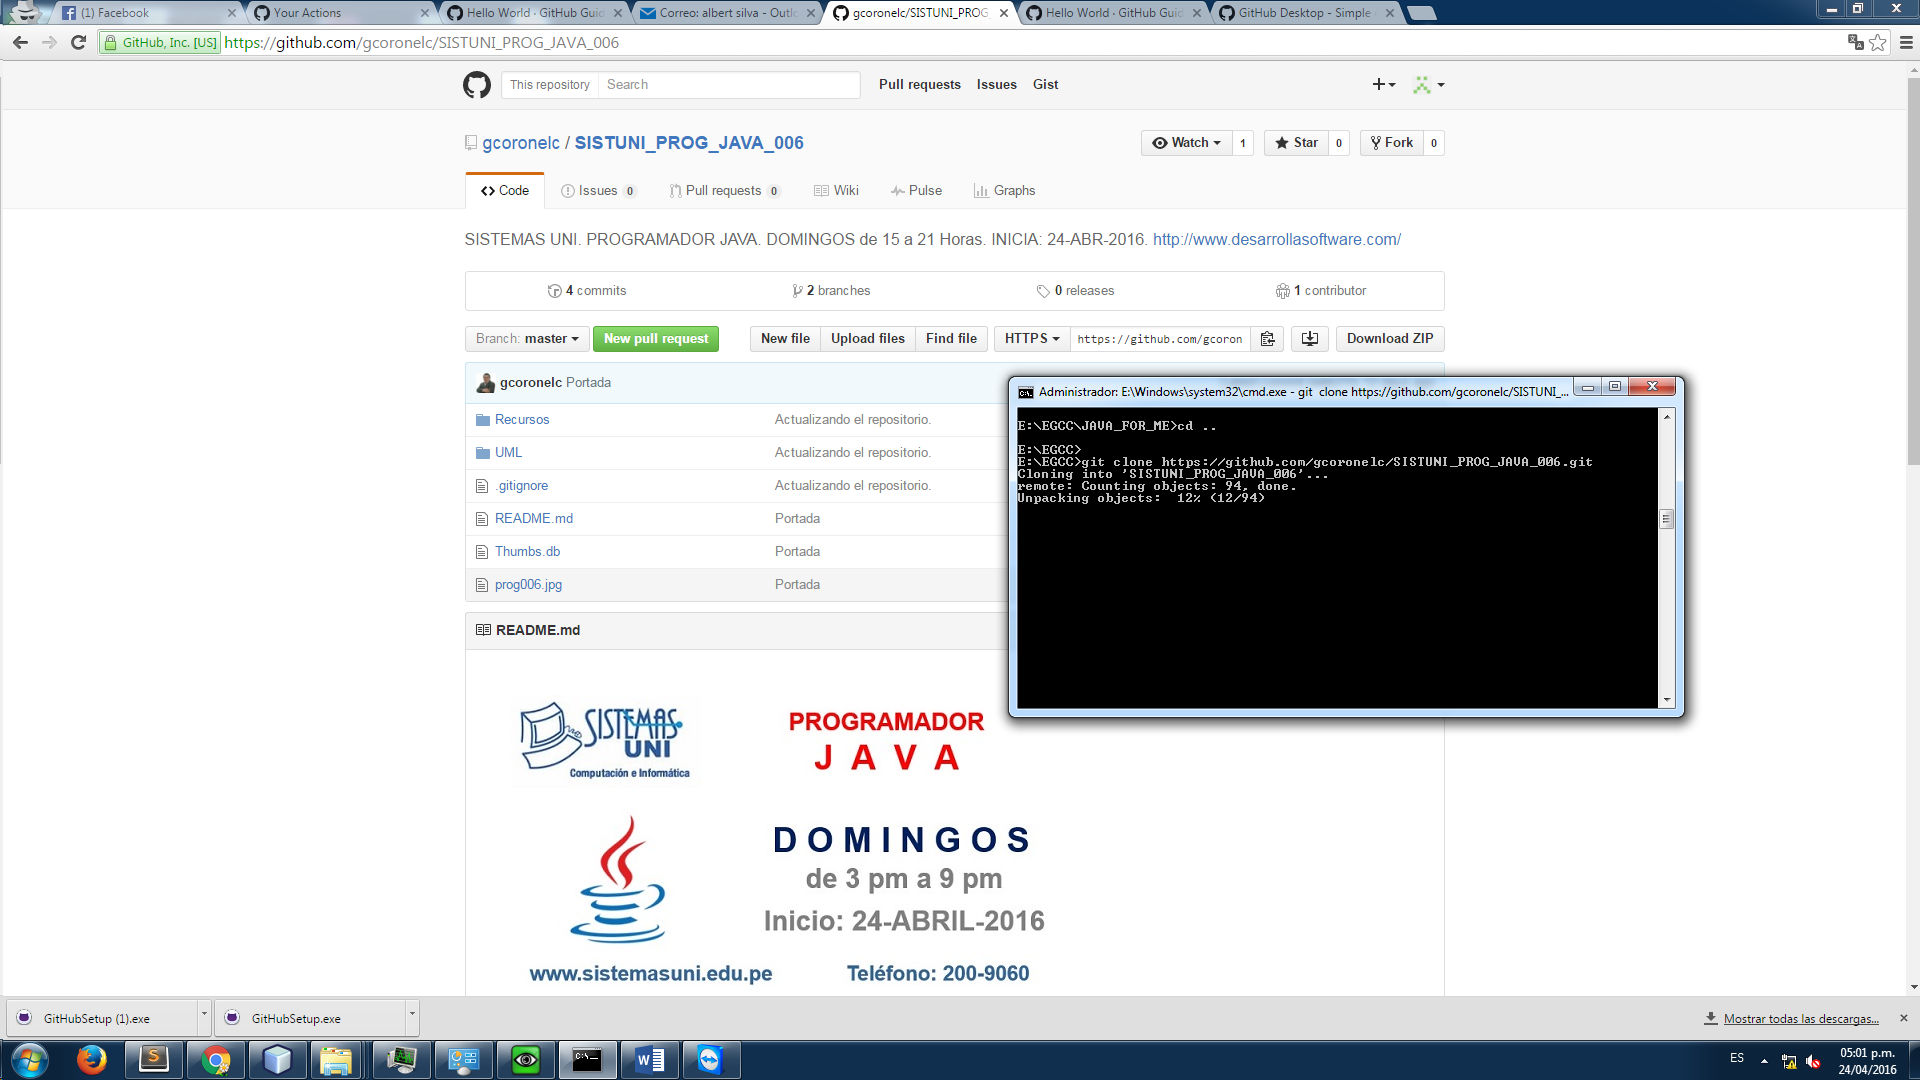 (1) Facebook
Your Actions
Hello World · GitHub Guid
Correo: albert silva - Outlo
gcoronelc/SISTUNI_PROG
Hello World · GitHub Guid
GitHub Desktop - Simple
GitHub, Inc. [US] https://github.com/gcoronelc/SISTUNI_PROG_JAVA_006
This repository Search Pull requests Issues Gist
gcoronelc / SISTUNI_PROG_JAVA_006
Watch 1 Star 0 Fork 0
Code Issues 0 Pull requests 0 Wiki Pulse Graphs
SISTEMAS UNI. PROGRAMADOR JAVA. DOMINGOS de 15 a 21 Horas. INICIA: 24-ABR-2016. http://www.desarrollasoftware.com/
4 commits 2 branches 0 releases 1 contributor
Branch: master New pull request New file Upload files Find file HTTPS https://github.com/gcoron Download ZIP
gcoronelc Portada
Recursos Actualizando el repositorio.
UML Actualizando el repositorio.
.gitignore Actualizando el repositorio.
README.md Portada
Thumbs.db Portada
prog006.jpg Portada
README.md
Administrador: E:\Windows\system32\cmd.exe - git clone https://github.com/gcoronelc/SISTUNI_...
E:\EGCC\JAVA_FOR_ME>cd ..
E:\EGCC>
E:\EGCC>git clone https://github.com/gcoronelc/SISTUNI_PROG_JAVA_006.git
Cloning into 'SISTUNI_PROG_JAVA_006'...
remote: Counting objects: 94, done.
Unpacking objects: 12% (12/94)
SISTEMAS
UNI
Computación e Informática
PROGRAMADOR
J A V A
D O M I N G O S
de 3 pm a 9 pm
Inicio: 24-ABRIL-2016
www.sistemasuni.edu.pe Teléfono: 200-9060
GitHubSetup (1).exe GitHubSetup.exe Mostrar todas las descargas...
ES
05:01 p.m.
24/04/2016